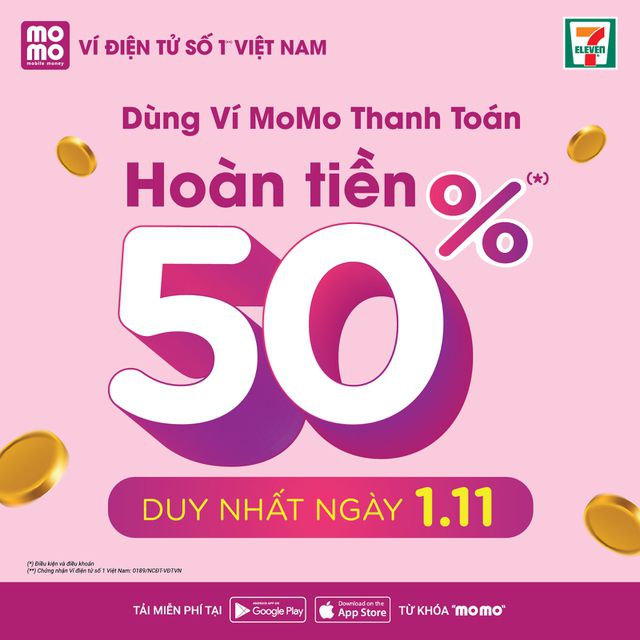 mo
mo
mobile money
VÍ ĐIỆN TỬ SỐ 1(**) VIỆT NAM
7
ELEVEN
Dùng Ví MoMo Thanh Toán
Hoàn tiền
50%(*)
DUY NHẤT NGÀY 1.11
(*) Điều kiện và điều khoản
(**) Chứng nhận Ví điện tử số 1 Việt Nam: 0189/NCĐT-VĐTVN
TẢI MIỄN PHÍ TẠI
ANDROID APP ON
Google Play
Download on the
App Store
TỪ KHÓA "momo"